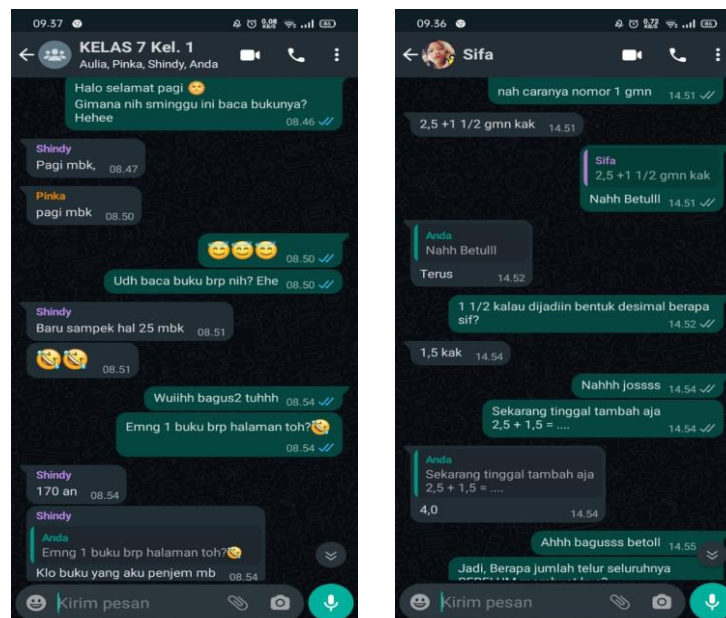 09.37
0,08 KB/S
4G
KELAS 7 Kel. 1
Aulia, Pinka, Shindy, Anda
Halo selamat pagi
Gimana nih sminggu ini baca bukunya?
Hehee
08.46
Shindy
Pagi mbk,
08.47
Pinka
pagi mbk
08.50
08.50
Udh baca buku brp nih? Ehe
08.50
Shindy
Baru sampek hal 25 mbk
08.51
08.51
Wuiihh bagus2 tuhhh
08.54
Emng 1 buku brp halaman toh?
08.54
Shindy
170 an
08.54
Shindy
Anda
Emng 1 buku brp halaman toh?
Klo buku yang aku penjem mb
08.54
Kirim pesan
09.36
0,72 KB/S
4G
Sifa
nah caranya nomor 1 gmn
14.51
2,5 +1 1/2 gmn kak
14.51
Sifa
2,5 +1 1/2 gmn kak
Nahh Betulll
14.51
Anda
Nahh Betulll
Terus
14.52
1 1/2 kalau dijadiin bentuk desimal berapa
sif?
14.52
1,5 kak
14.54
Nahhh jossss
14.54
Sekarang tinggal tambah aja
2,5 + 1,5 = ....
14.54
Anda
Sekarang tinggal tambah aja
2,5 + 1,5 = ....
4,0
14.54
Ahhh bagusss betoll
14.55
Jadi, Berapa jumlah telur seluruhnya
Kirim pesan